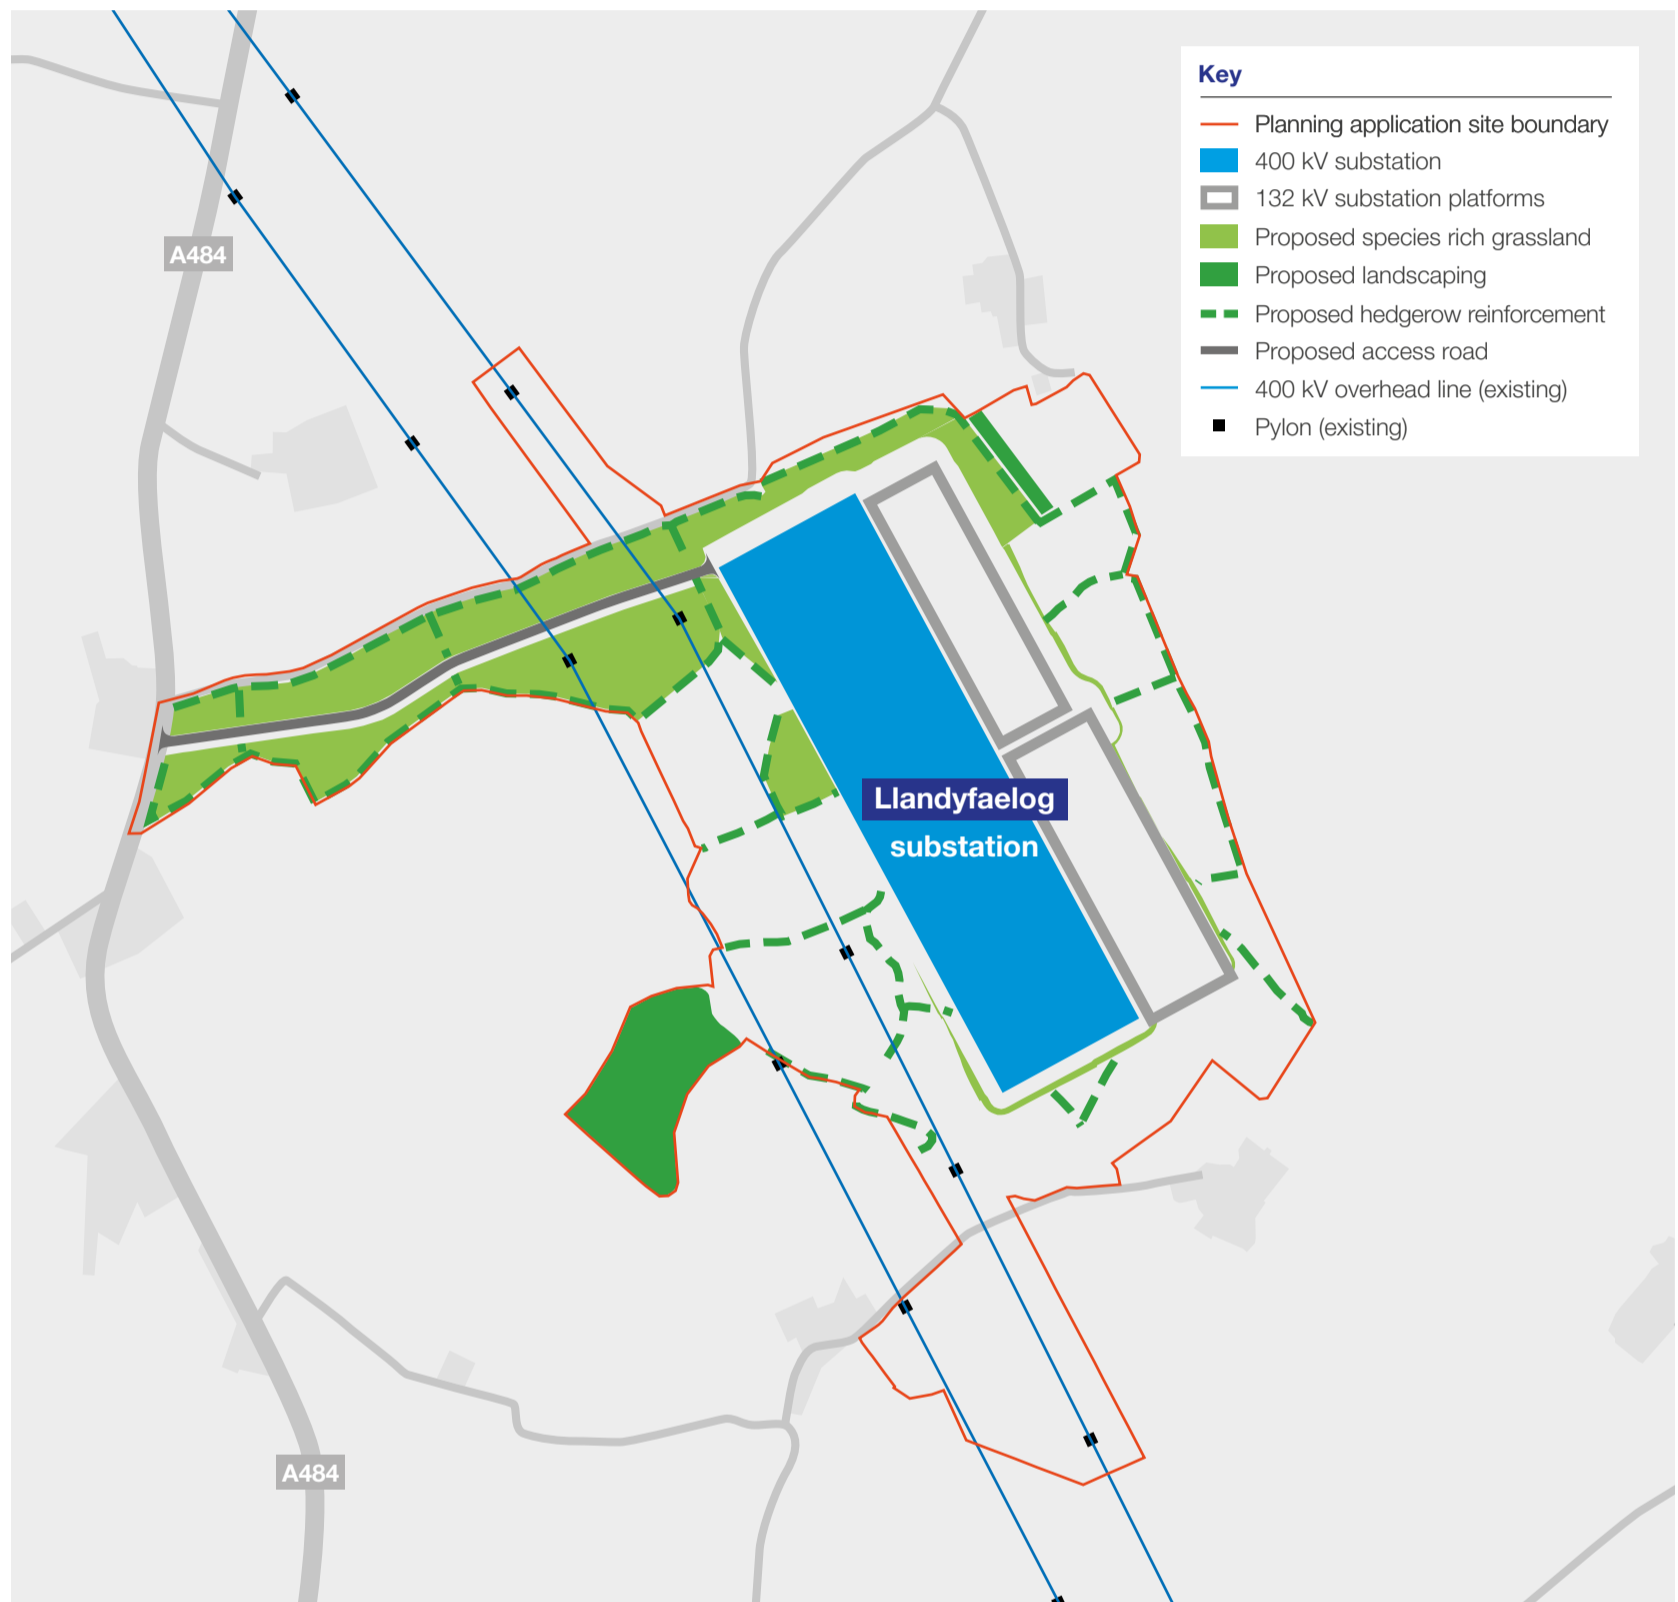 Key
Planning application site boundary
400 kV substation
132 kV substation platforms
Proposed species rich grassland
Proposed landscaping
Proposed hedgerow reinforcement
Proposed access road
400 kV overhead line (existing)
Pylon (existing)
A484
Llandyfaelog
substation
A484